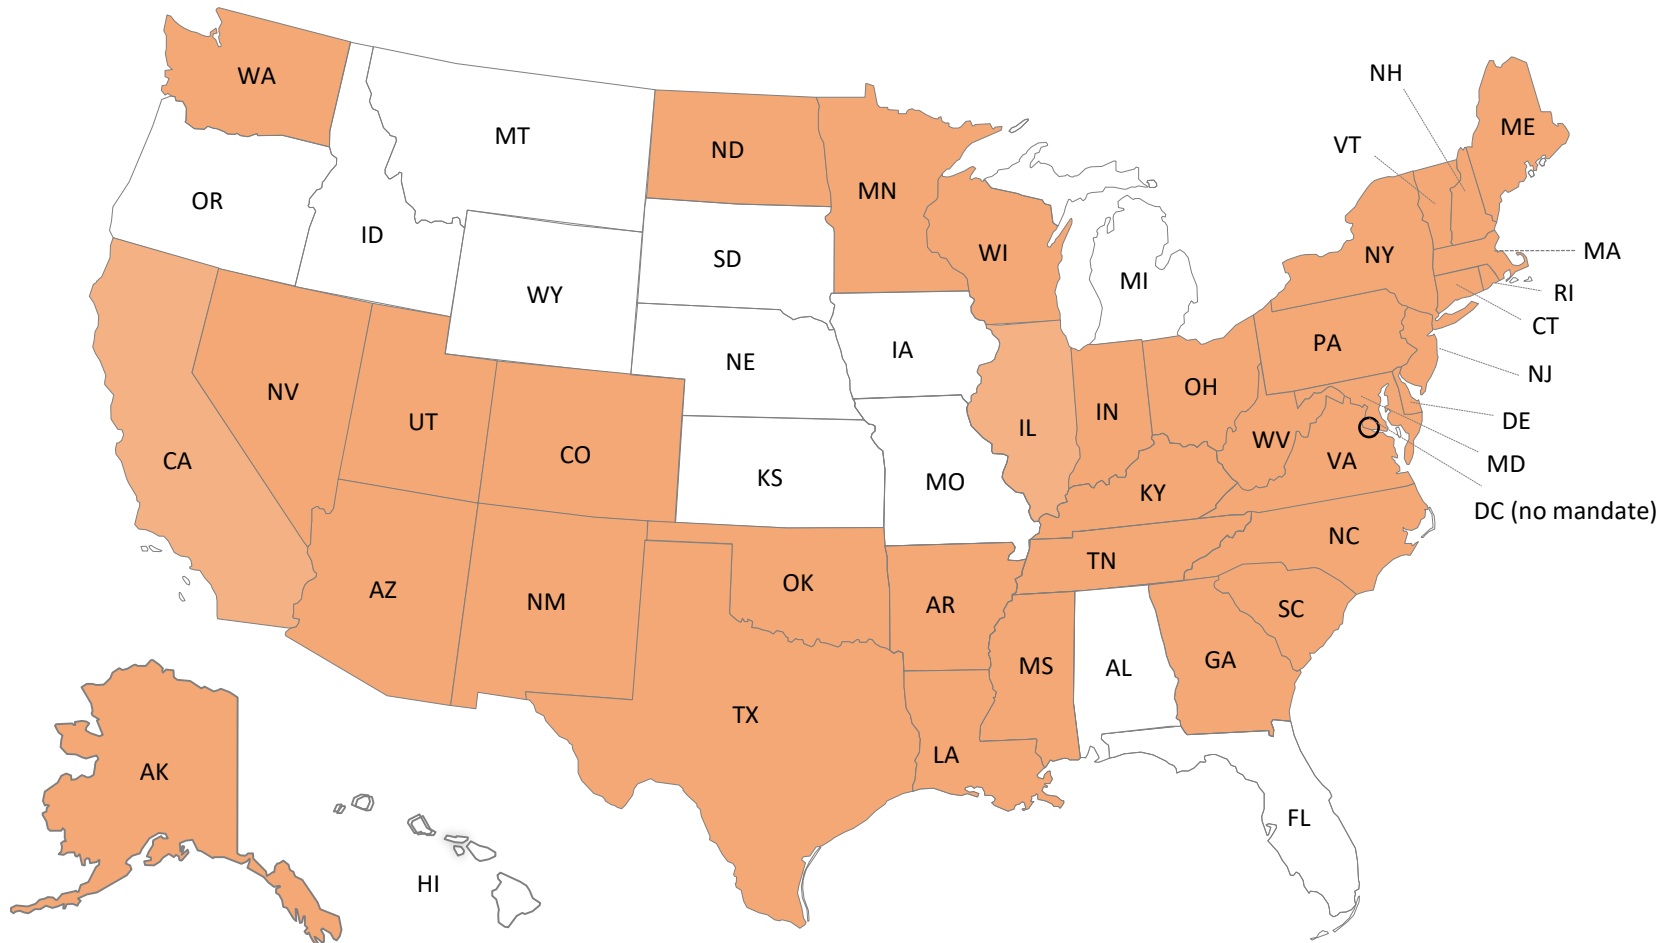 NH
WA
ME
MT
VT
ND
MN
OR
ID
WI
NY
MA
SD
MI
WY
RI
CT
PA
IA
NE
NJ
OH
NV
IN
DE
UT
IL
WV
CO
CA
VA
MD
KS
MO
KY
DC (no mandate)
NC
TN
OK
AZ
NM
AR
SC
GA
MS
AL
TX
LA
AK
FL
HI